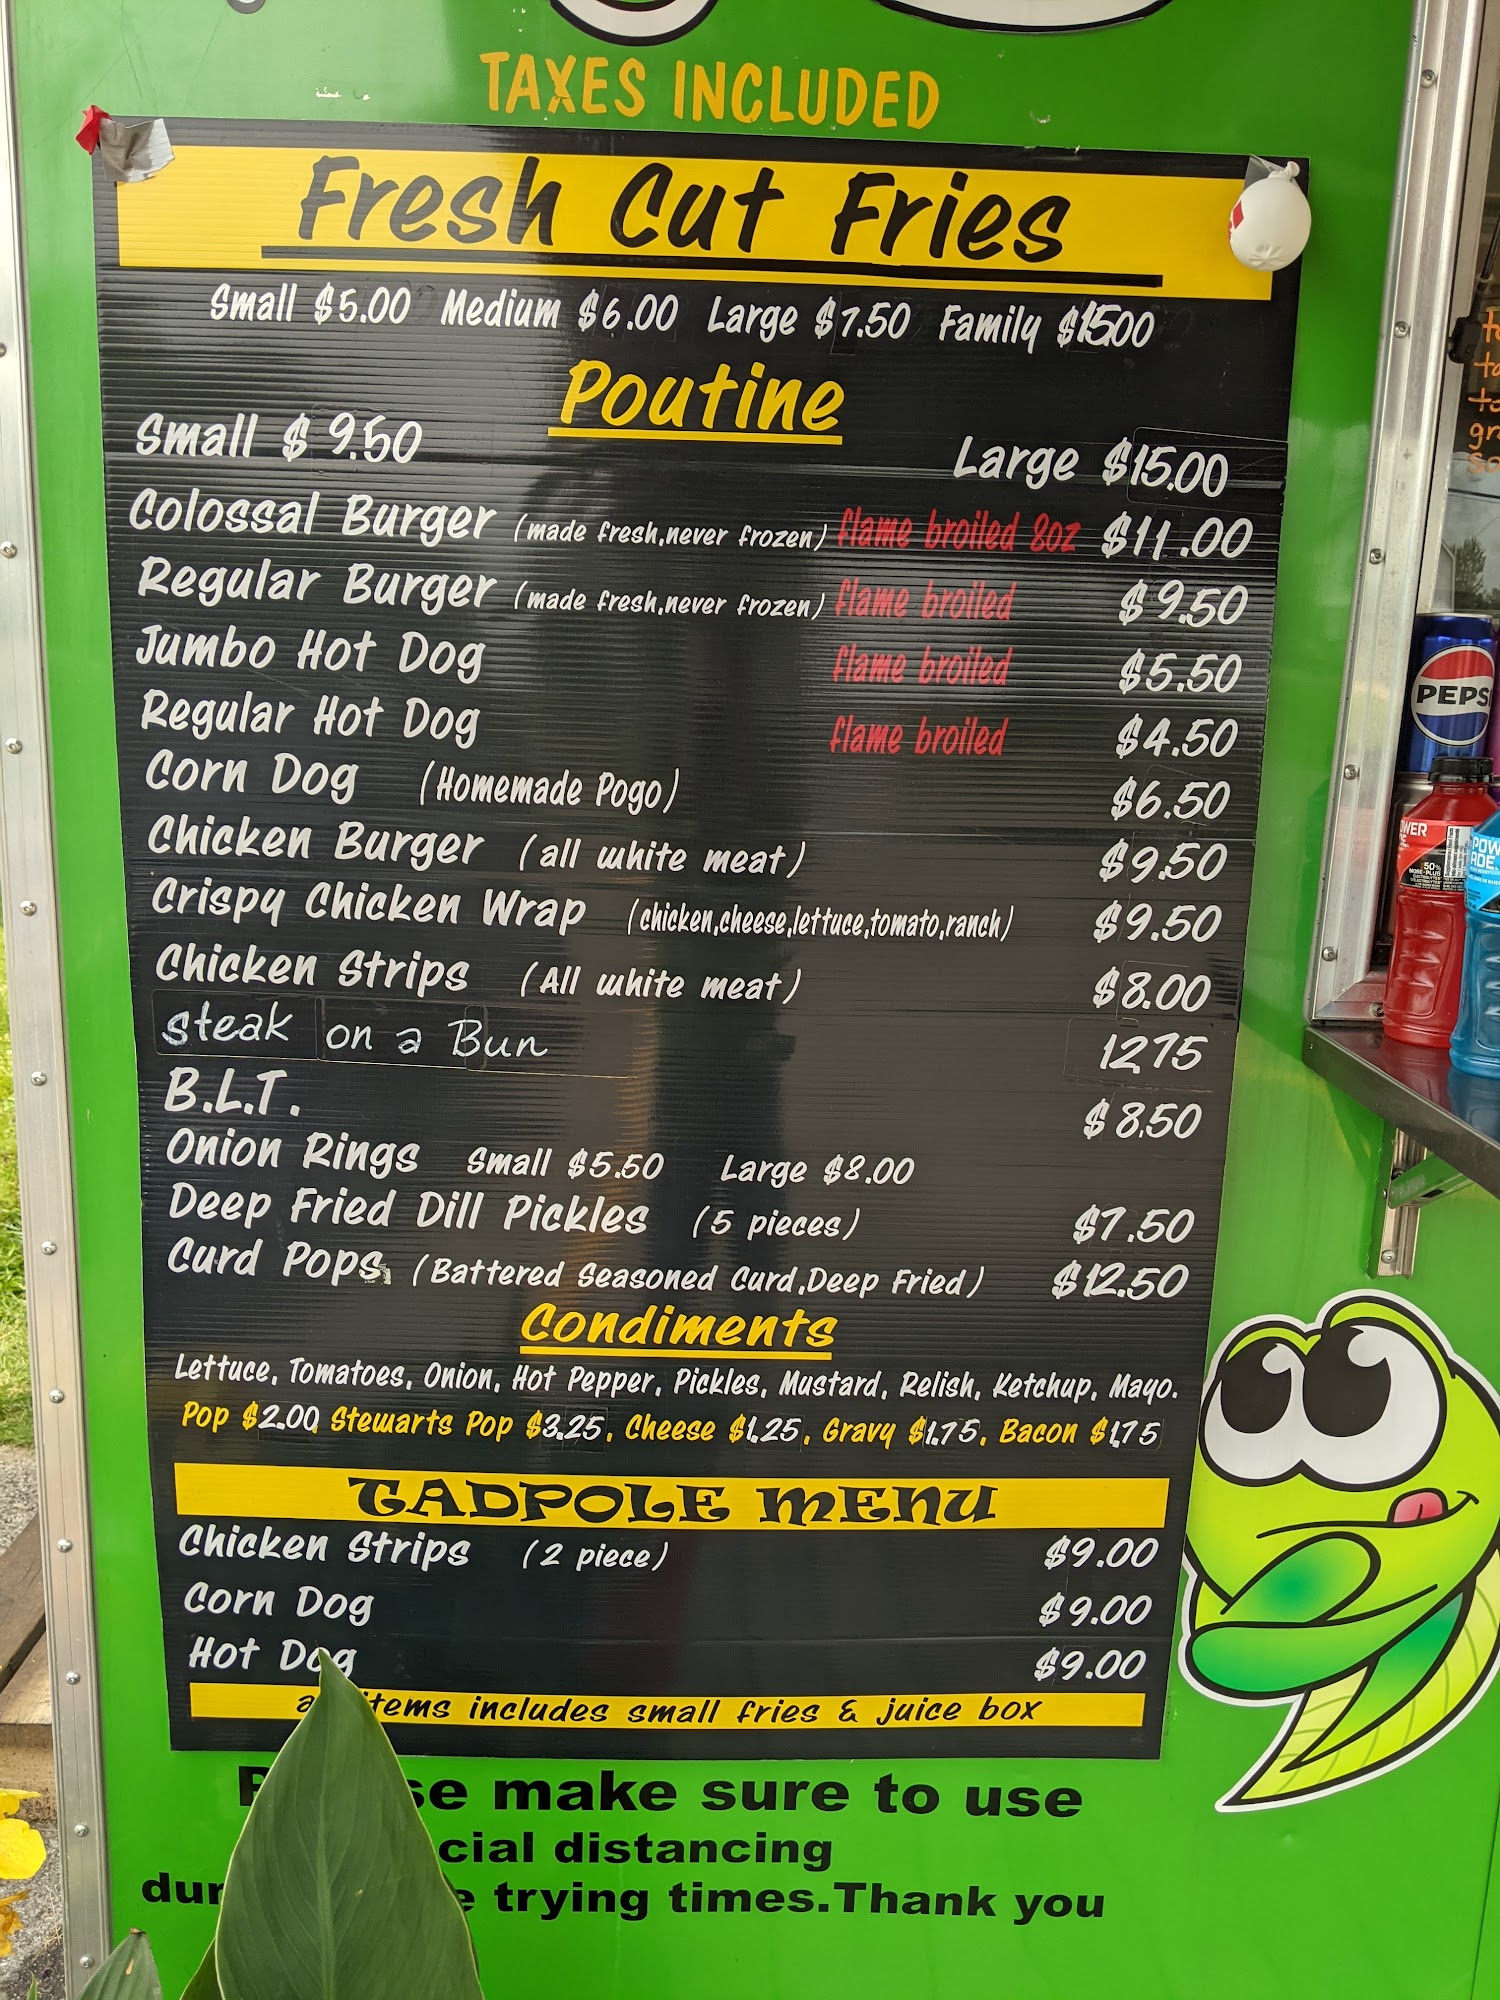 TAXES INCLUDED
Fresh Cut Fries
Small $5.00 Medium $6.00 Large $7.50 Family $1500
Poutine
Small $ 9.50 Large $15.00
Colossal Burger (made fresh,never frozen) flame broiled 8oz $11.00
Regular Burger (made fresh,never frozen) flame broiled $9.50
Jumbo Hot Dog flame broiled $5.50
Regular Hot Dog flame broiled $4.50
Corn Dog (Homemade Pogo) $6.50
Chicken Burger (all white meat) $9.50
Crispy Chicken Wrap (chicken,cheese,lettuce,tomato,ranch) $9.50
Chicken Strips (All white meat) $8.00
steak on a Bun 1275
B.L.T. $8.50
Onion Rings Small $5.50 Large $8.00
Deep Fried Dill Pickles (5 pieces) $7.50
Curd Pops (Battered Seasoned Curd,Deep Fried) $12.50
Condiments
Lettuce, Tomatoes, Onion, Hot Pepper, Pickles, Mustard, Relish, Ketchup, Mayo.
Pop $2.00 Stewarts Pop $3.25, Cheese $1.25, Gravy $1.75, Bacon $1.75
TADPOLE MENU
Chicken Strips (2 piece) $9.00
Corn Dog $9.00
Hot Dog $9.00
items includes small fries & juice box
make sure to use
distancing
trying times.Thank you
PEPSI